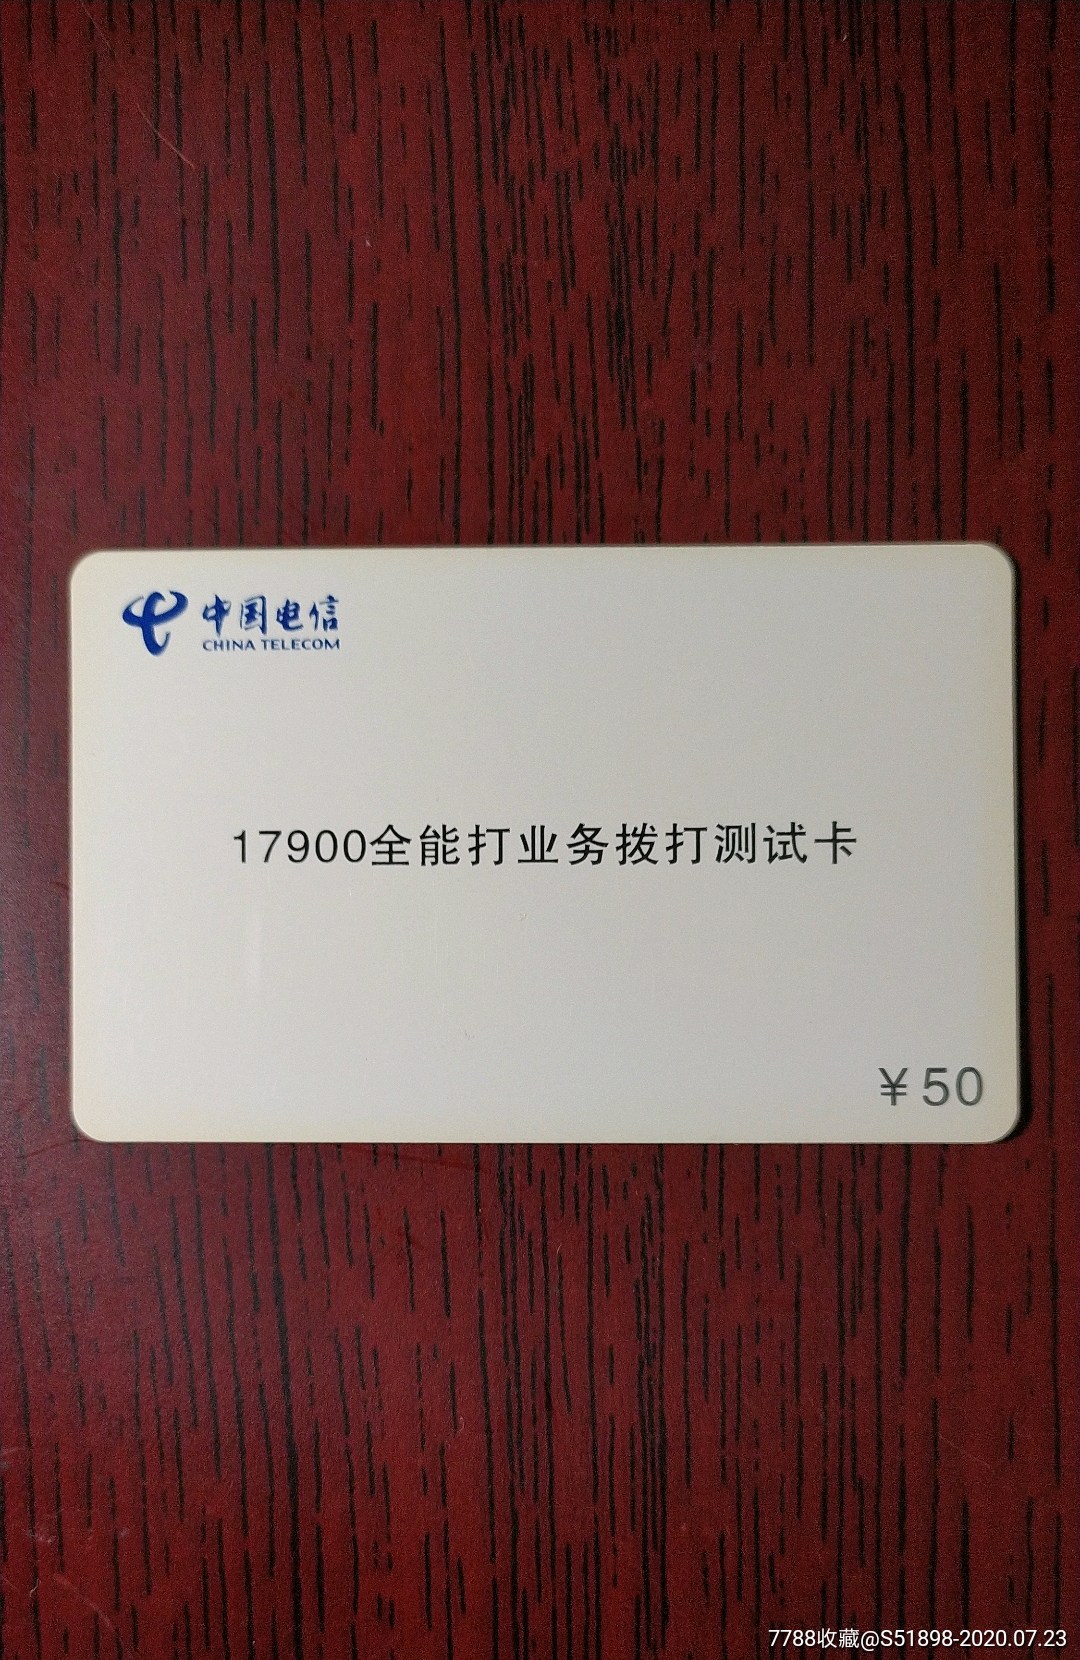 中国电信
CHINA TELECOM
17900全能打业务拨打测试卡
¥50
7788收藏@S51898-2020.07.23